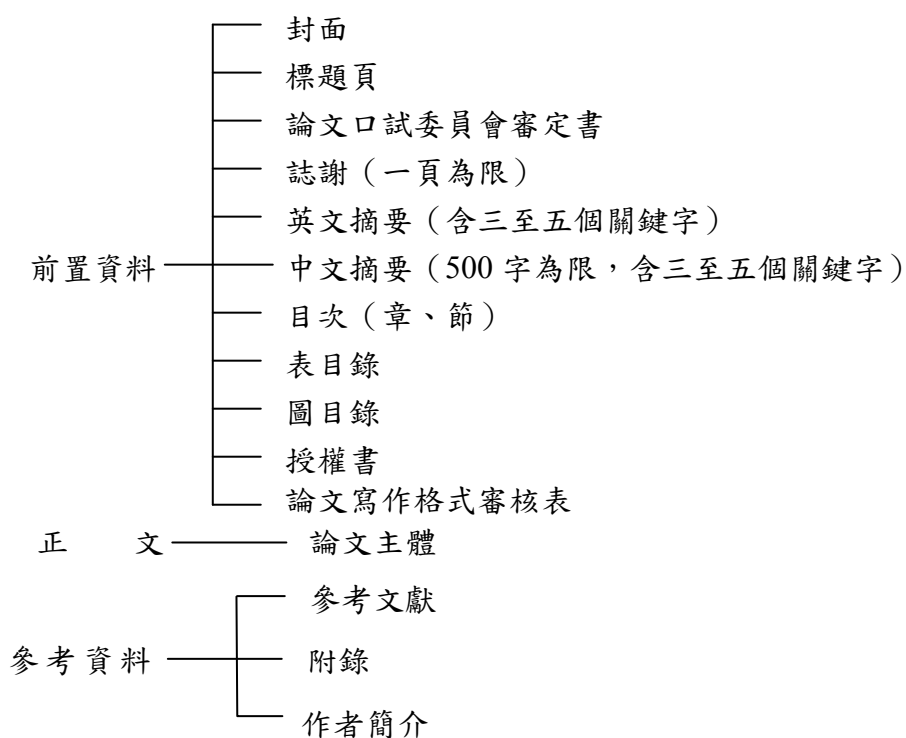 封面
標題頁
論文口試委員會審定書
誌謝（一頁為限）
英文摘要（含三至五個關鍵字）
前置資料 中文摘要（500 字為限，含三至五個關鍵字）
目次（章、節）
表目錄
圖目錄
授權書
論文寫作格式審核表
正 文 論文主體
參考文獻
參考資料 附錄
作者簡介